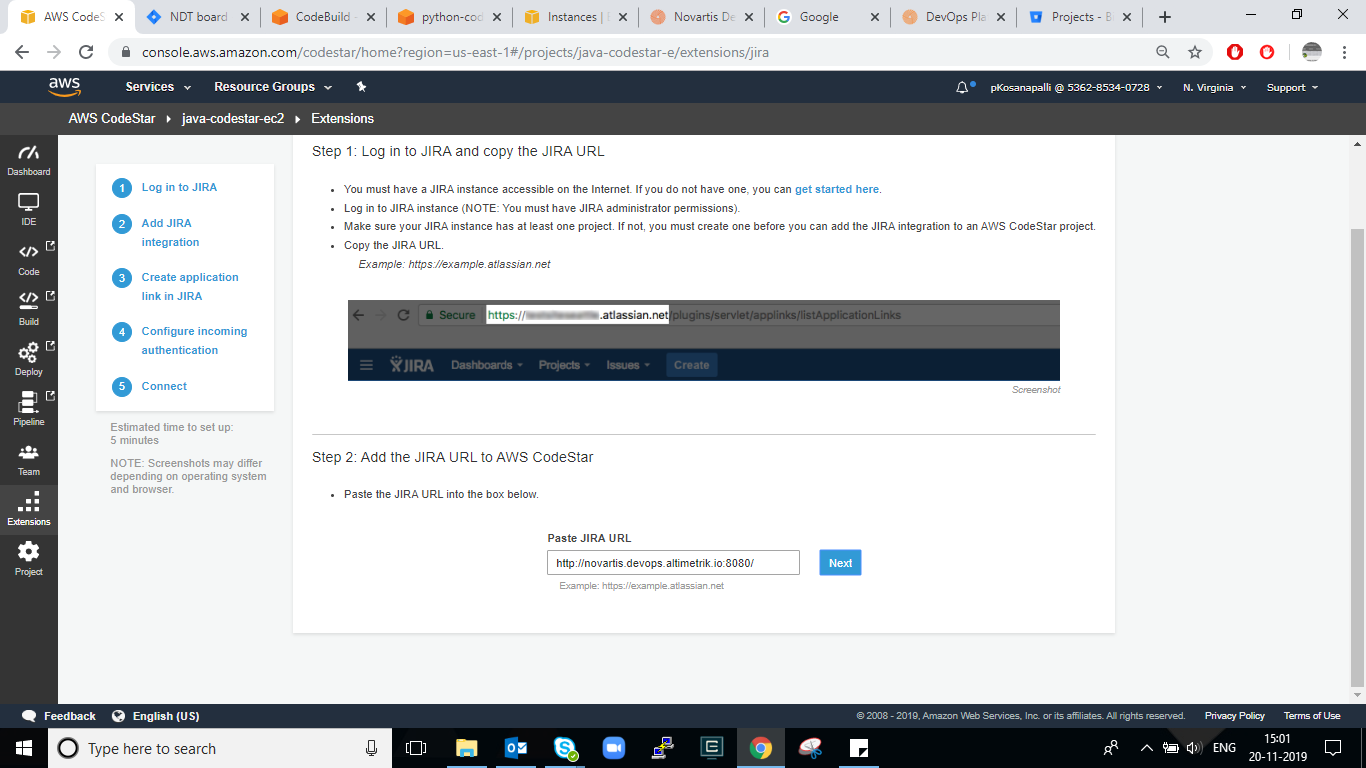 AWS CodeS
NDT board
CodeBuild
python-cod
Instances |
Novartis De
Google
DevOps Pla
Projects - B
console.aws.amazon.com/codestar/home?region=us-east-1#/projects/java-codestar-e/extensions/jira
aws
Services
Resource Groups
pKosanapalli @ 5362-8534-0728
N. Virginia
Support
AWS CodeStar
java-codestar-ec2
Extensions
Dashboard
IDE
Code
Build
Deploy
Pipeline
Team
Extensions
Project
1 Log in to JIRA
2 Add JIRA
integration
3 Create application
link in JIRA
4 Configure incoming
authentication
5 Connect
Estimated time to set up:
5 minutes
NOTE: Screenshots may differ
depending on operating system
and browser.
Step 1: Log in to JIRA and copy the JIRA URL
• You must have a JIRA instance accessible on the Internet. If you do not have one, you can get started here.
• Log in to JIRA instance (NOTE: You must have JIRA administrator permissions).
• Make sure your JIRA instance has at least one project. If not, you must create one before you can add the JIRA integration to an AWS CodeStar project.
• Copy the JIRA URL.
Example: https://example.atlassian.net
Secure
https://
.atlassian.net/plugins/servlet/applinks/listApplicationLinks
JIRA
Dashboards
Projects
Issues
Create
Screenshot
Step 2: Add the JIRA URL to AWS CodeStar
• Paste the JIRA URL into the box below.
Paste JIRA URL
http://novartis.devops.altimetrik.io:8080/
Next
Example: https://example.atlassian.net
Feedback
English (US)
© 2008 - 2019, Amazon Web Services, Inc. or its affiliates. All rights reserved.
Privacy Policy
Terms of Use
Type here to search
ENG
15:01
20-11-2019